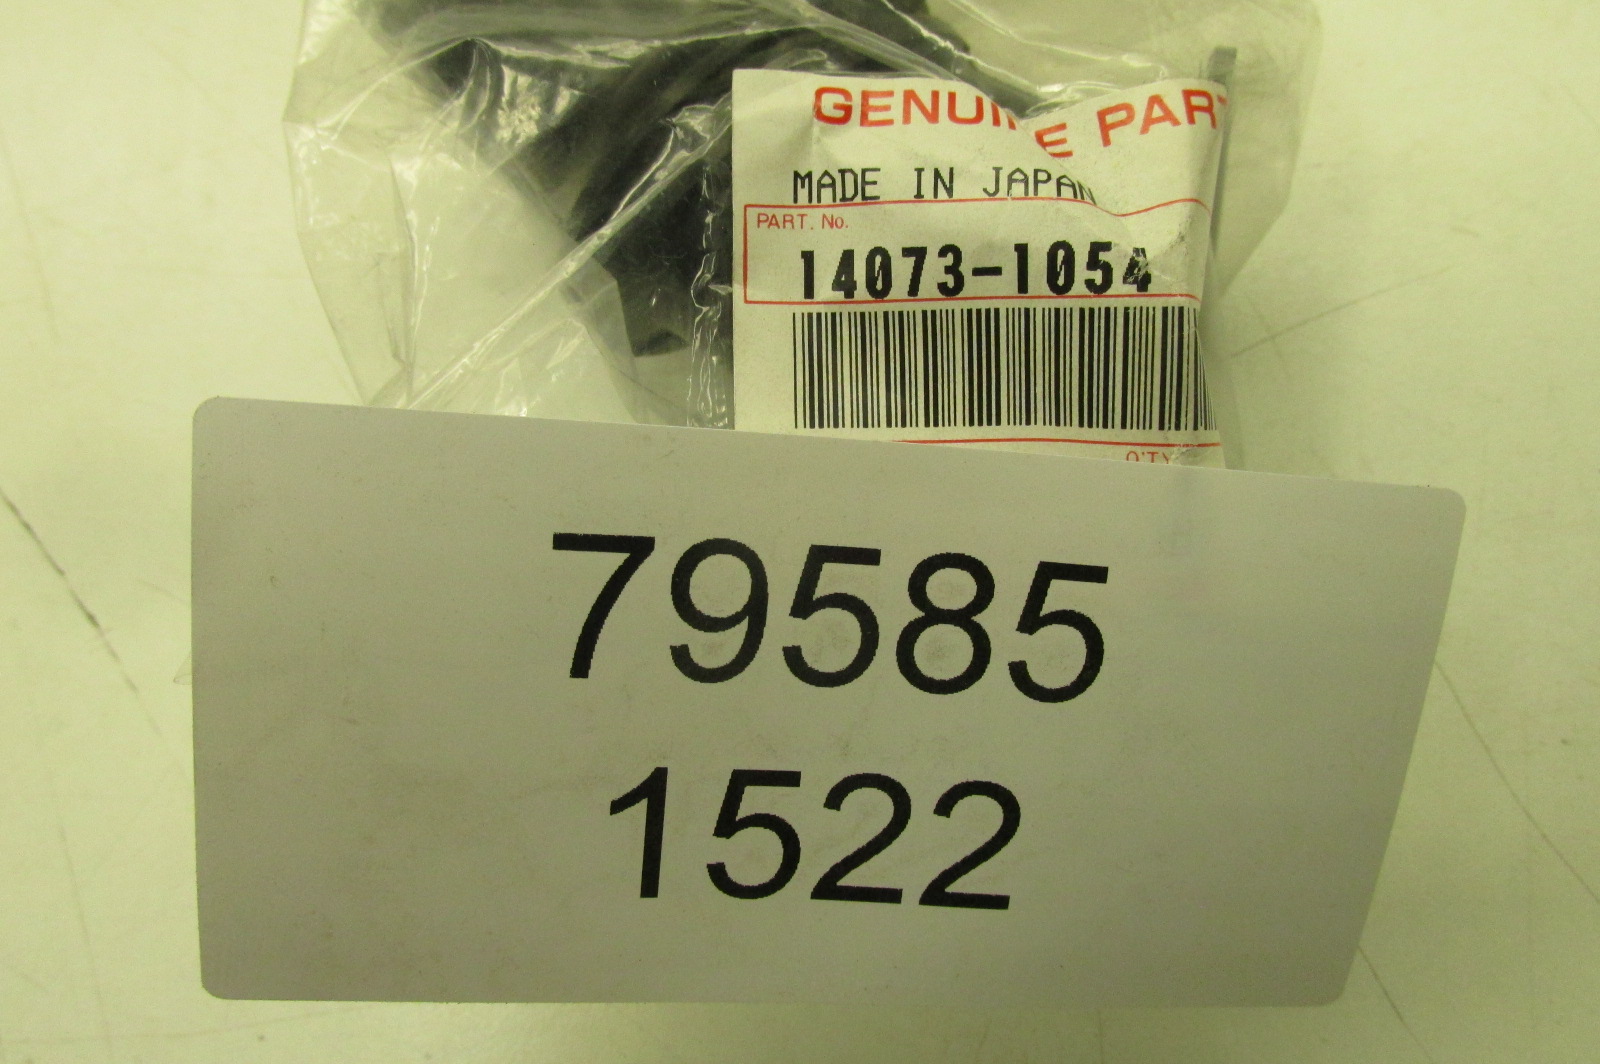 GENUINE PART
MADE IN JAPAN
PART. No.
14073-1054
Q'TY
79585
1522